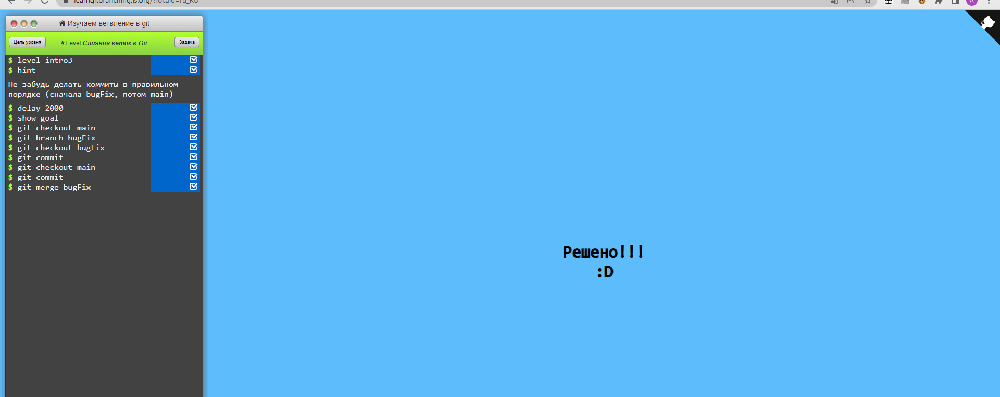 learngitbranching.js.org/?locale=ru_RU
A
Изучаем ветвление в git
Цель уровня
Level Слияния веток в Git
Задача
$ level intro3
$ hint
Не забудь делать коммиты в правильном
порядке (сначала bugFix, потом main)
$ delay 2000
$ show goal
$ git checkout main
$ git branch bugFix
$ git checkout bugFix
$ git commit
$ git checkout main
$ git commit
$ git merge bugFix
Решено!!!
:D